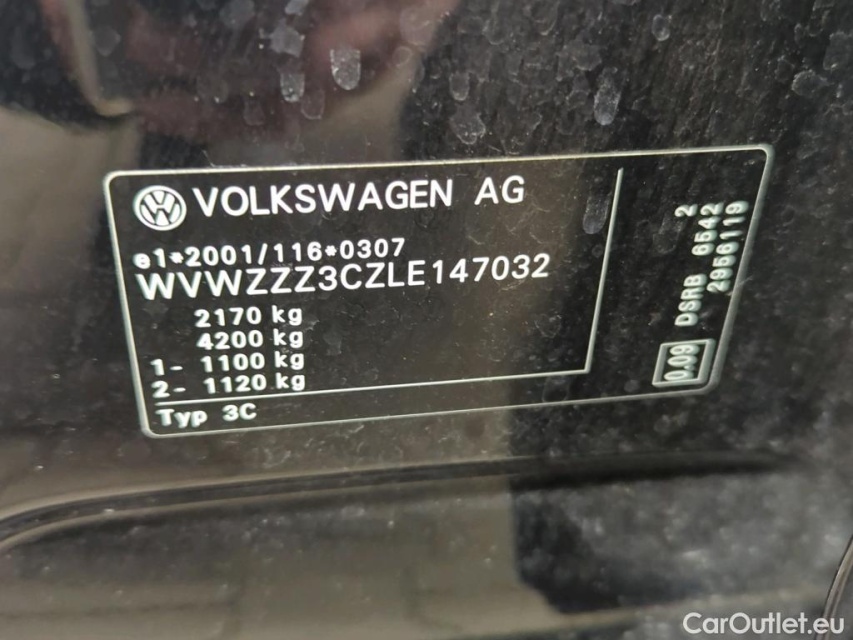 VOLKSWAGEN AG
e1*2001/116*0307
WVWZZZ3CZLE147032
2170 kg
4200 kg
1- 1100 kg
2- 1120 kg
Typ 3C
2
DSRB 6542
2956119
0.09
CarOutlet.eu